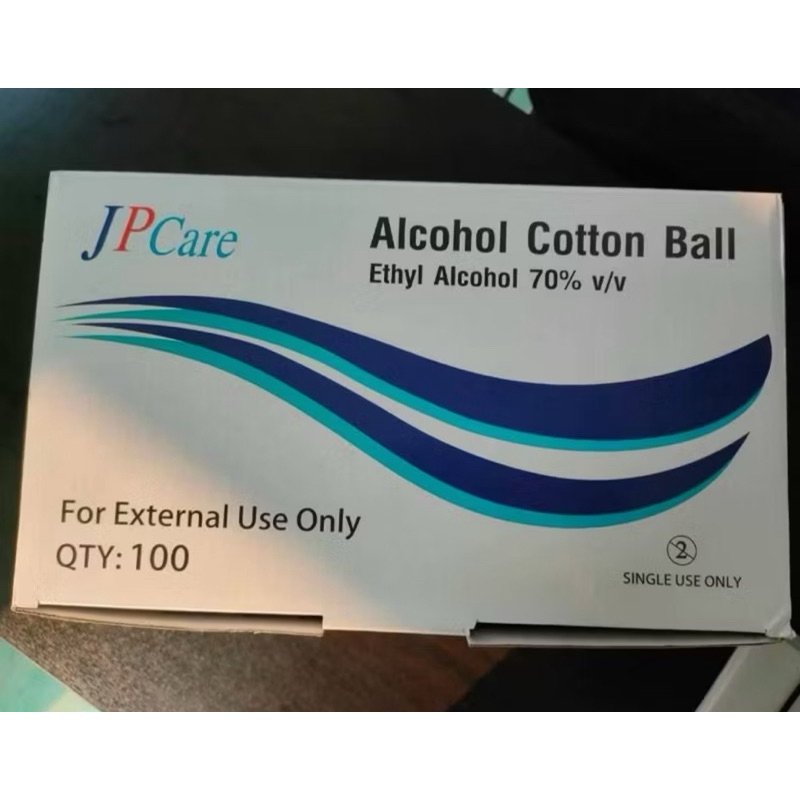 JPCare
Alcohol Cotton Ball
Ethyl Alcohol 70% v/v
For External Use Only
QTY: 100
2
SINGLE USE ONLY